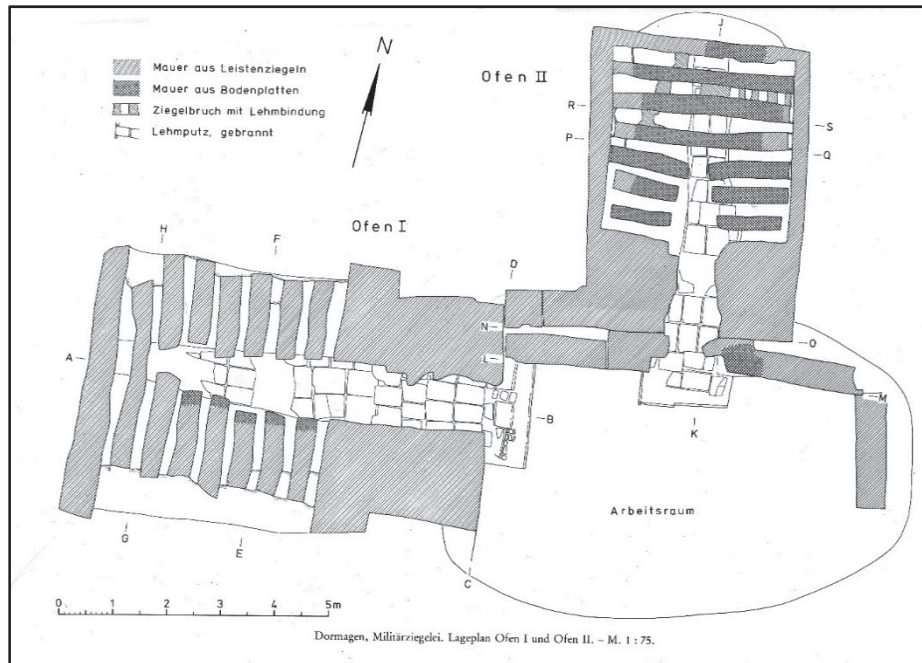 N
Ofen II
Mauer aus Leistenziegeln
Mauer aus Bodenplatten
Ziegelbruch mit Lehmbindung
Lehmputz, gebrannt
J
R
S
P
Q
Ofen I
H
F
D
N
L
O
A
M
B
K
Arbeitsraum
G
E
C
0 1 2 3 4 5m
Dormagen, Militärziegelei. Lageplan Ofen I und Ofen II. – M. 1 : 75.